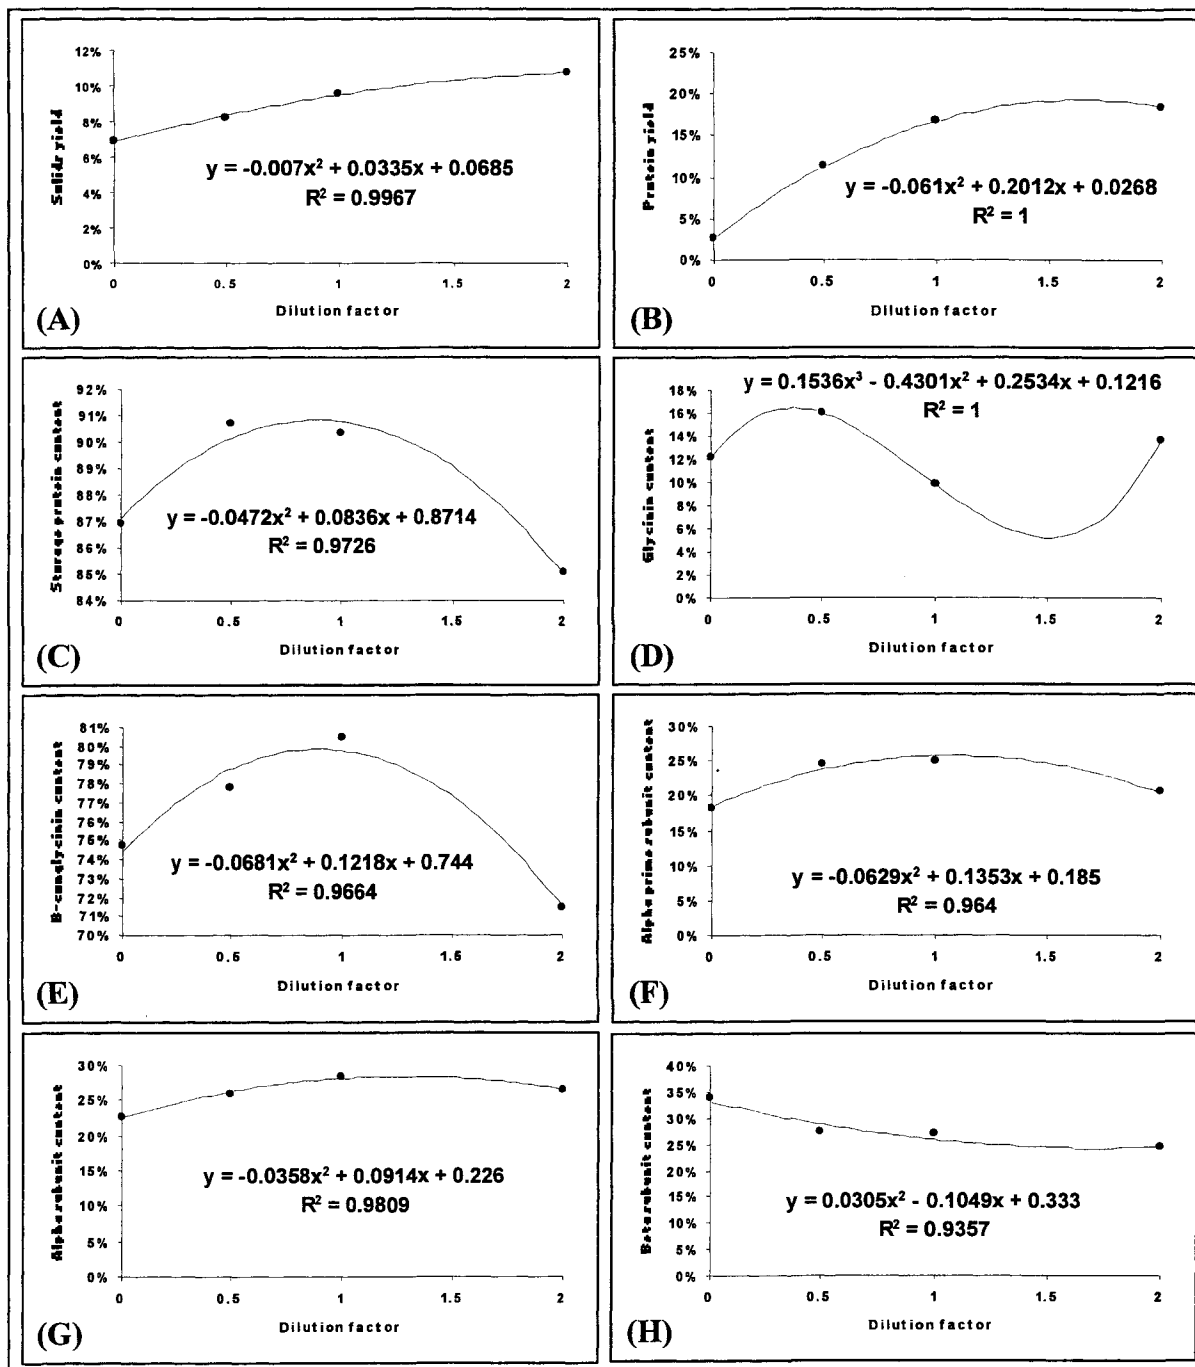 12%
10%
8%
6%
4%
2%
0%
Solids yield
y = -0.007x² + 0.0335x + 0.0685
R² = 0.9967
0 0.5 1 1.5 2
Dilution factor
(A)
25%
20%
15%
10%
5%
0%
Protein yield
y = -0.061x² + 0.2012x + 0.0268
R² = 1
0 0.5 1 1.5 2
Dilution factor
(B)
92%
91%
90%
89%
88%
87%
86%
85%
84%
Storage protein content
y = -0.0472x² + 0.0836x + 0.8714
R² = 0.9726
0 0.5 1 1.5 2
Dilution factor
(C)
18%
16%
14%
12%
10%
8%
6%
4%
2%
0%
Glycinin content
y = 0.1536x³ - 0.4301x² + 0.2534x + 0.1216
R² = 1
0 0.5 1 1.5 2
Dilution factor
(D)
81%
80%
79%
78%
77%
76%
75%
74%
73%
72%
71%
70%
B-conglycinin content
y = -0.0681x² + 0.1218x + 0.744
R² = 0.9664
0 0.5 1 1.5 2
Dilution factor
(E)
30%
25%
20%
15%
10%
5%
0%
Alpha prime subunit content
y = -0.0629x² + 0.1353x + 0.185
R² = 0.964
0 0.5 1 1.5 2
Dilution factor
(F)
30%
25%
20%
15%
10%
5%
0%
Alpha subunit content
y = -0.0358x² + 0.0914x + 0.226
R² = 0.9809
0 0.5 1 1.5 2
Dilution factor
(G)
40%
35%
30%
25%
20%
15%
10%
5%
0%
Beta subunit content
y = 0.0305x² - 0.1049x + 0.333
R² = 0.9357
0 0.5 1 1.5 2
Dilution factor
(H)